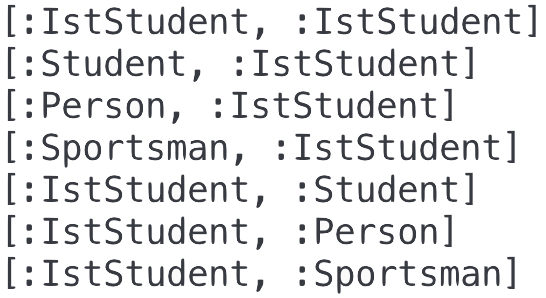 [:IstStudent, :IstStudent]
[:Student, :IstStudent]
[:Person, :IstStudent]
[:Sportsman, :IstStudent]
[:IstStudent, :Student]
[:IstStudent, :Person]
[:IstStudent, :Sportsman]